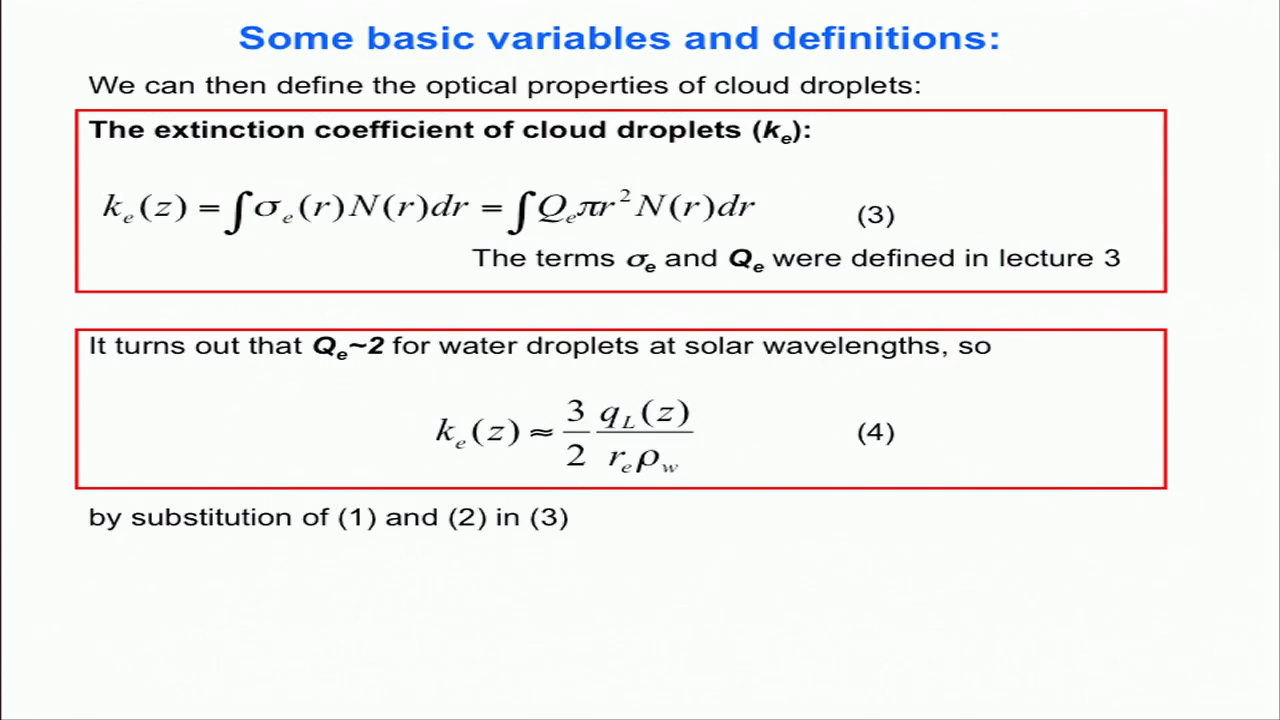 Some basic variables and definitions:
We can then define the optical properties of cloud droplets:
The extinction coefficient of cloud droplets (kₑ):
kₑ(z) = ∫σₑ(r)N(r)dr = ∫Qₑπr²N(r)dr (3)
The terms σₑ and Qₑ were defined in lecture 3
It turns out that Qₑ~2 for water droplets at solar wavelengths, so
kₑ(z) ≈ 3/2 q_L(z)/rₑρ_w (4)
by substitution of (1) and (2) in (3)